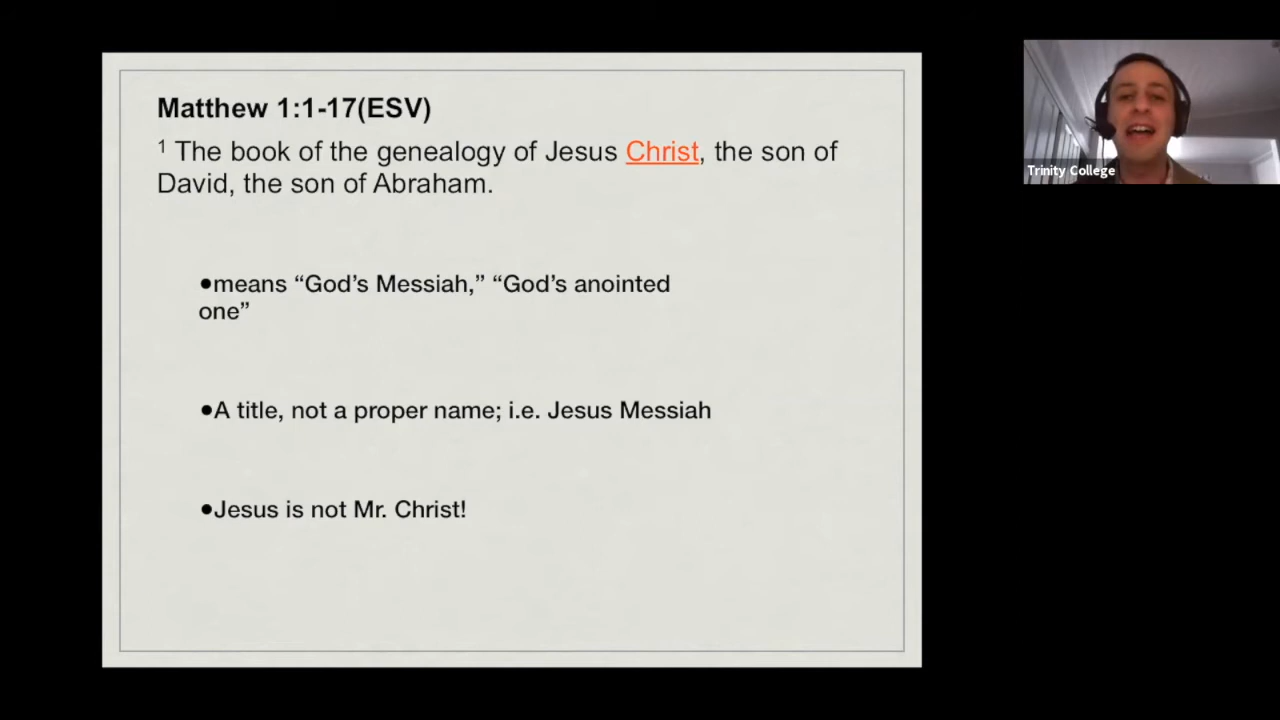 Matthew 1:1-17(ESV)
1 The book of the genealogy of Jesus Christ, the son of
David, the son of Abraham.
●means “God’s Messiah,” “God’s anointed
one”
●A title, not a proper name; i.e. Jesus Messiah
●Jesus is not Mr. Christ!
Trinity College